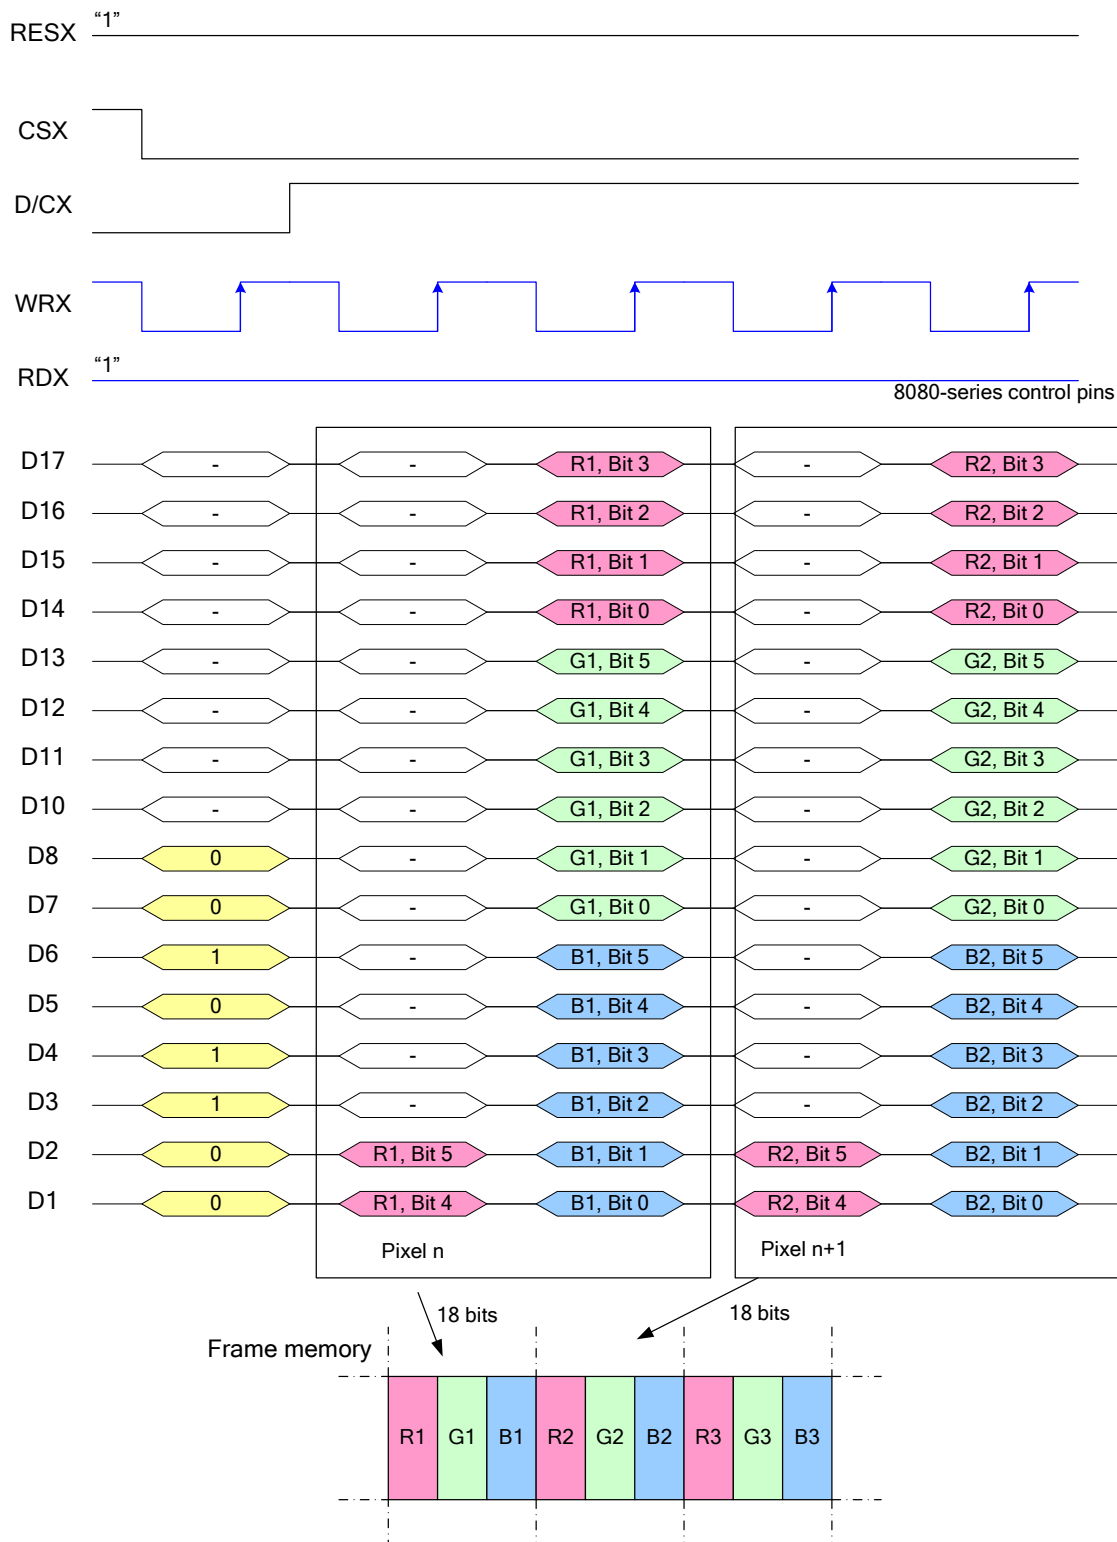 RESX “1”
CSX
D/CX
WRX
RDX “1”
8080-series control pins
D17 - - R1, Bit 3 - R2, Bit 3
D16 - - R1, Bit 2 - R2, Bit 2
D15 - - R1, Bit 1 - R2, Bit 1
D14 - - R1, Bit 0 - R2, Bit 0
D13 - - G1, Bit 5 - G2, Bit 5
D12 - - G1, Bit 4 - G2, Bit 4
D11 - - G1, Bit 3 - G2, Bit 3
D10 - - G1, Bit 2 - G2, Bit 2
D8 0 - G1, Bit 1 - G2, Bit 1
D7 0 - G1, Bit 0 - G2, Bit 0
D6 1 - B1, Bit 5 - B2, Bit 5
D5 0 - B1, Bit 4 - B2, Bit 4
D4 1 - B1, Bit 3 - B2, Bit 3
D3 1 - B1, Bit 2 - B2, Bit 2
D2 0 R1, Bit 5 B1, Bit 1 R2, Bit 5 B2, Bit 1
D1 0 R1, Bit 4 B1, Bit 0 R2, Bit 4 B2, Bit 0
Pixel n Pixel n+1
18 bits 18 bits
Frame memory
R1 G1 B1 R2 G2 B2 R3 G3 B3